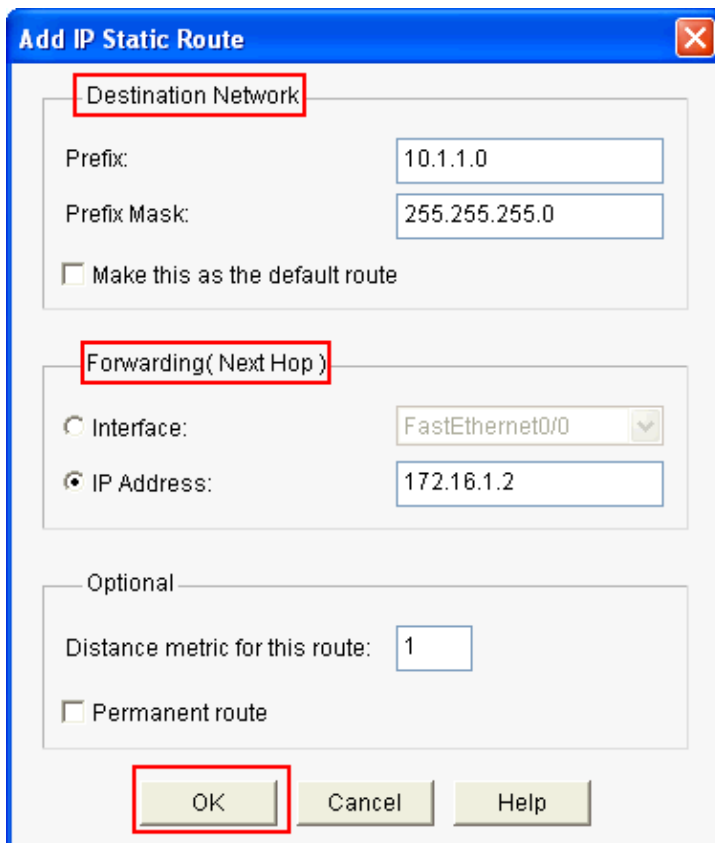 Add IP Static Route
Destination Network
Prefix: 10.1.1.0
Prefix Mask: 255.255.255.0
Make this as the default route
Forwarding( Next Hop )
Interface: FastEthernet0/0
IP Address: 172.16.1.2
Optional
Distance metric for this route: 1
Permanent route
OK Cancel Help